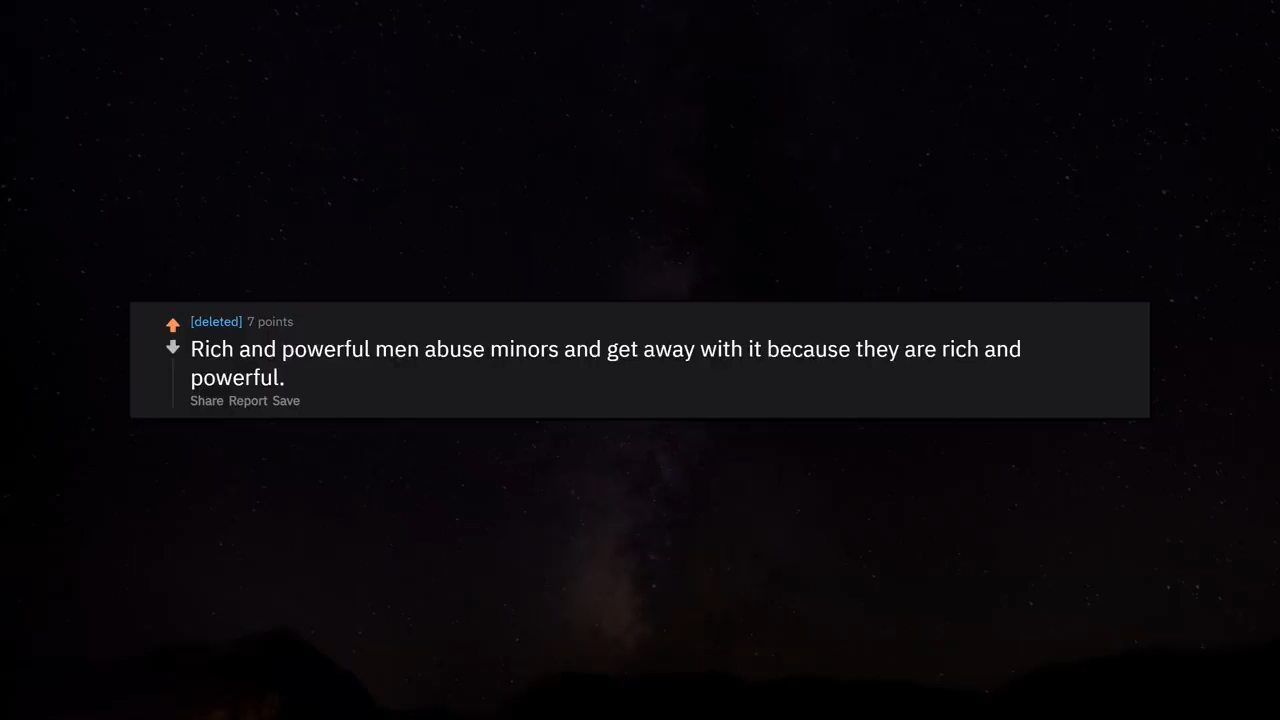 [deleted] 7 points
Rich and powerful men abuse minors and get away with it because they are rich and
powerful.
Share Report Save